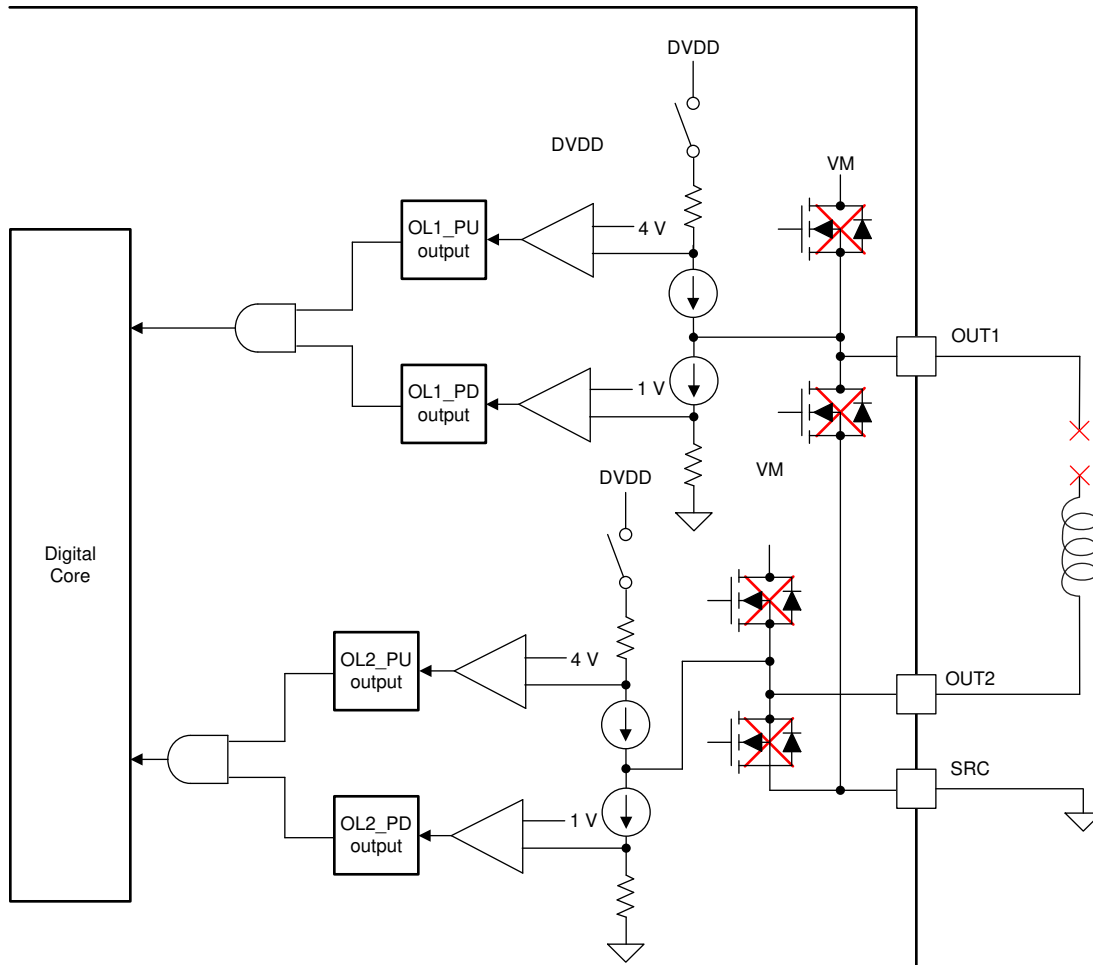 DVDD
DVDD
VM
OL1_PU
output
4 V
OUT1
OL1_PD
output
1 V
VM
DVDD
Digital
Core
OL2_PU
output
4 V
OUT2
SRC
OL2_PD
output
1 V